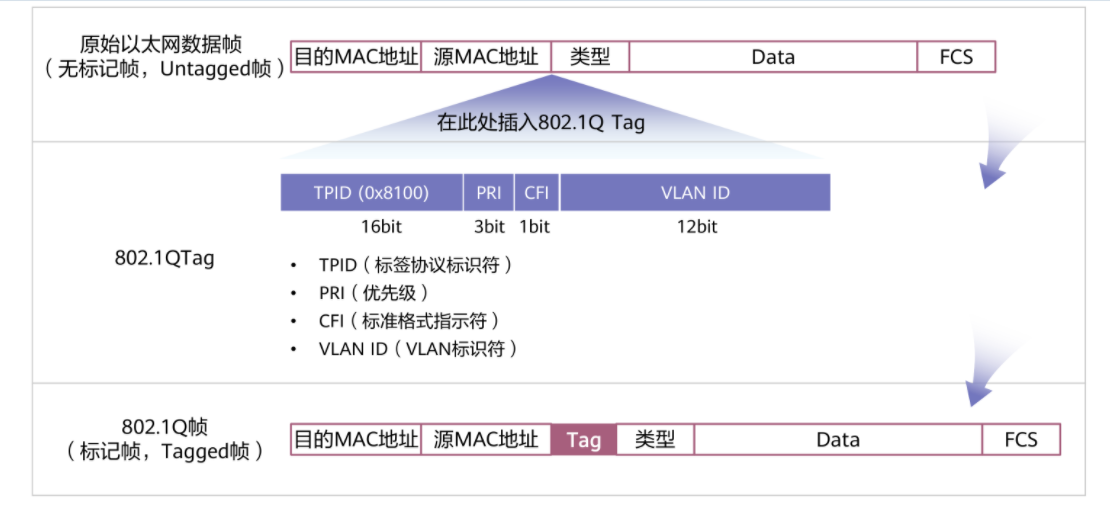 原始以太网数据帧
（无标记帧，Untagged帧）
目的MAC地址 源MAC地址 类型 Data FCS
在此处插入802.1Q Tag
TPID (0x8100) PRI CFI VLAN ID
16bit 3bit 1bit 12bit
802.1QTag
• TPID（标签协议标识符）
• PRI（优先级）
• CFI（标准格式指示符）
• VLAN ID（VLAN标识符）
802.1Q帧
（标记帧，Tagged帧）
目的MAC地址 源MAC地址 Tag 类型 Data FCS